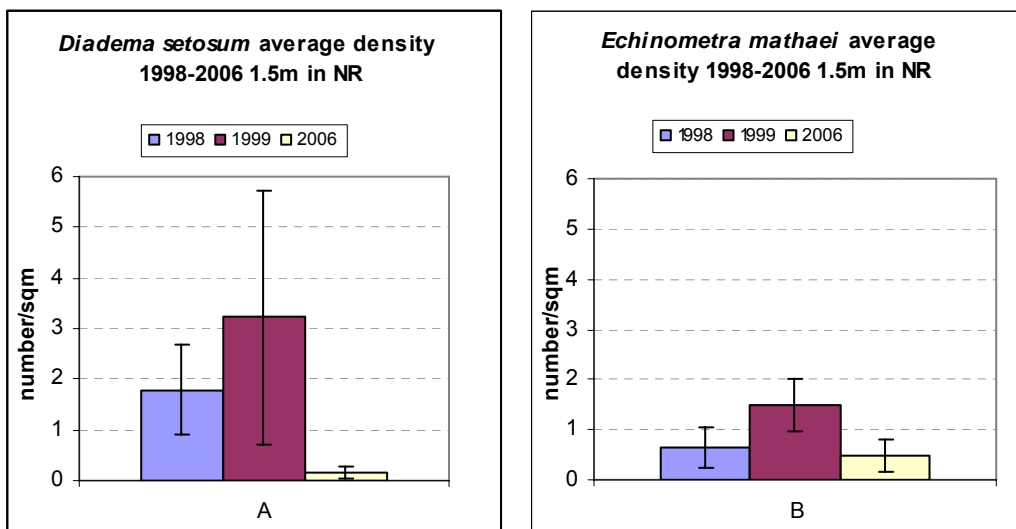 Diadema setosum average density
1998-2006 1.5m in NR
1998 1999 2006
6
5
4
3
2
1
0
number/sqm
A
Echinometra mathaei average
density 1998-2006 1.5m in NR
1998 1999 2006
6
5
4
3
2
1
0
number/sqm
B